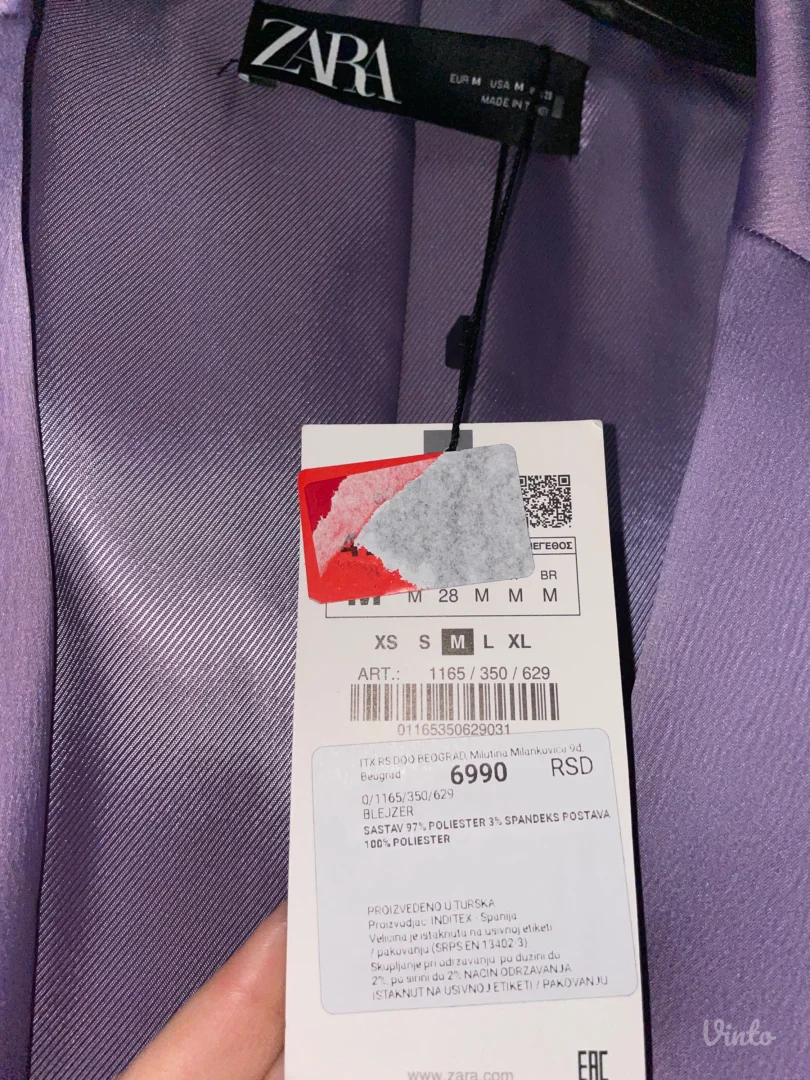 ZARA
EUR M USA M
MADE IN
ΜΕΓΕΘΟΣ
BR
M 28 M M M
XS S M L XL
ART.: 1165 / 350 / 629
01165350629031
ITX RS DOO BEOGRAD, Milutina Milankovica 9d,
Beograd 6990 RSD
0/1165/350/629
BLEJZER
SASTAV 97% POLIESTER 3% SPANDEKS POSTAVA
100% POLIESTER
PROIZVEDENO U TURSKA
Proizvodjac INDITEX - Spanija
Velicina je istaknuta na usivnoj etiketi
/ pakovanju (SRPS EN 13402-3)
Skupljanje pri odrzavanja po duzini do
2%, po sirini do 2% NACIN ODRZAVANJA
ISTAKNUT NA USIVNOJ ETIKETI / PAKOVANJU
www.zara.com
EAC
Vinto